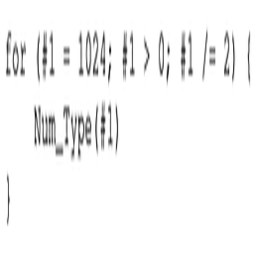 for (#1 = 1024; #1 > 0; #1 /= 2) {
Num_Type(#1)
}